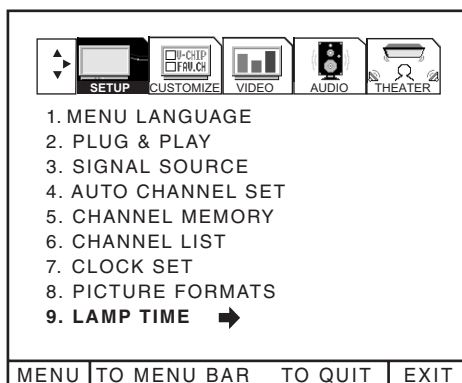 V-CHIP
FAV.CH
SETUP CUSTOMIZE VIDEO AUDIO THEATER
1. MENU LANGUAGE
2. PLUG & PLAY
3. SIGNAL SOURCE
4. AUTO CHANNEL SET
5. CHANNEL MEMORY
6. CHANNEL LIST
7. CLOCK SET
8. PICTURE FORMATS
9. LAMP TIME
MENU TO MENU BAR TO QUIT EXIT